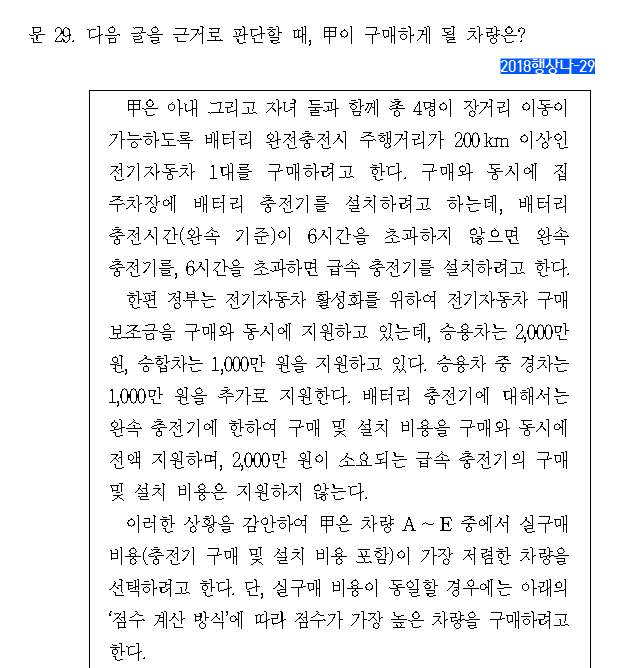 문 29. 다음 글을 근거로 판단할 때, 甲이 구매하게 될 차량은?
2018행상나-29
甲은 아내 그리고 자녀 둘과 함께 총 4명이 장거리 이동이
가능하도록 배터리 완전충전시 주행거리가 200km 이상인
전기자동차 1대를 구매하려고 한다. 구매와 동시에 집
주차장에 배터리 충전기를 설치하려고 하는데, 배터리
충전시간(완속 기준)이 6시간을 초과하지 않으면 완속
충전기를, 6시간을 초과하면 급속 충전기를 설치하려고 한다.
한편 정부는 전기자동차 활성화를 위하여 전기자동차 구매
보조금을 구매와 동시에 지원하고 있는데, 승용차는 2,000만
원, 승합차는 1,000만 원을 지원하고 있다. 승용차 중 경차는
1,000만 원을 추가로 지원한다. 배터리 충전기에 대해서는
완속 충전기에 한하여 구매 및 설치 비용을 구매와 동시에
전액 지원하며, 2,000만 원이 소요되는 급속 충전기의 구매
및 설치 비용은 지원하지 않는다.
이러한 상황을 감안하여 甲은 차량 A ~ E 중에서 실구매
비용(충전기 구매 및 설치 비용 포함)이 가장 저렴한 차량을
선택하려고 한다. 단, 실구매 비용이 동일할 경우에는 아래의
‘점수 계산 방식’에 따라 점수가 가장 높은 차량을 구매하려고
한다.